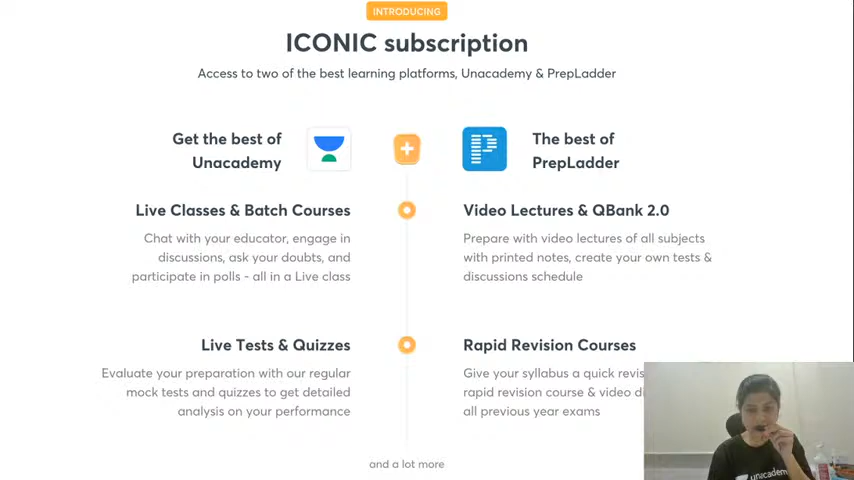 INTRODUCING
ICONIC subscription
Access to two of the best learning platforms, Unacademy & PrepLadder
Get the best of
Unacademy
The best of
PrepLadder
Live Classes & Batch Courses
Chat with your educator, engage in
discussions, ask your doubts, and
participate in polls - all in a Live class
Video Lectures & QBank 2.0
Prepare with video lectures of all subjects
with printed notes, create your own tests &
discussions schedule
Live Tests & Quizzes
Evaluate your preparation with our regular
mock tests and quizzes to get detailed
analysis on your performance
Rapid Revision Courses
Give your syllabus a quick
rapid revision course & video
all previous year exams
and a lot more
unacademy